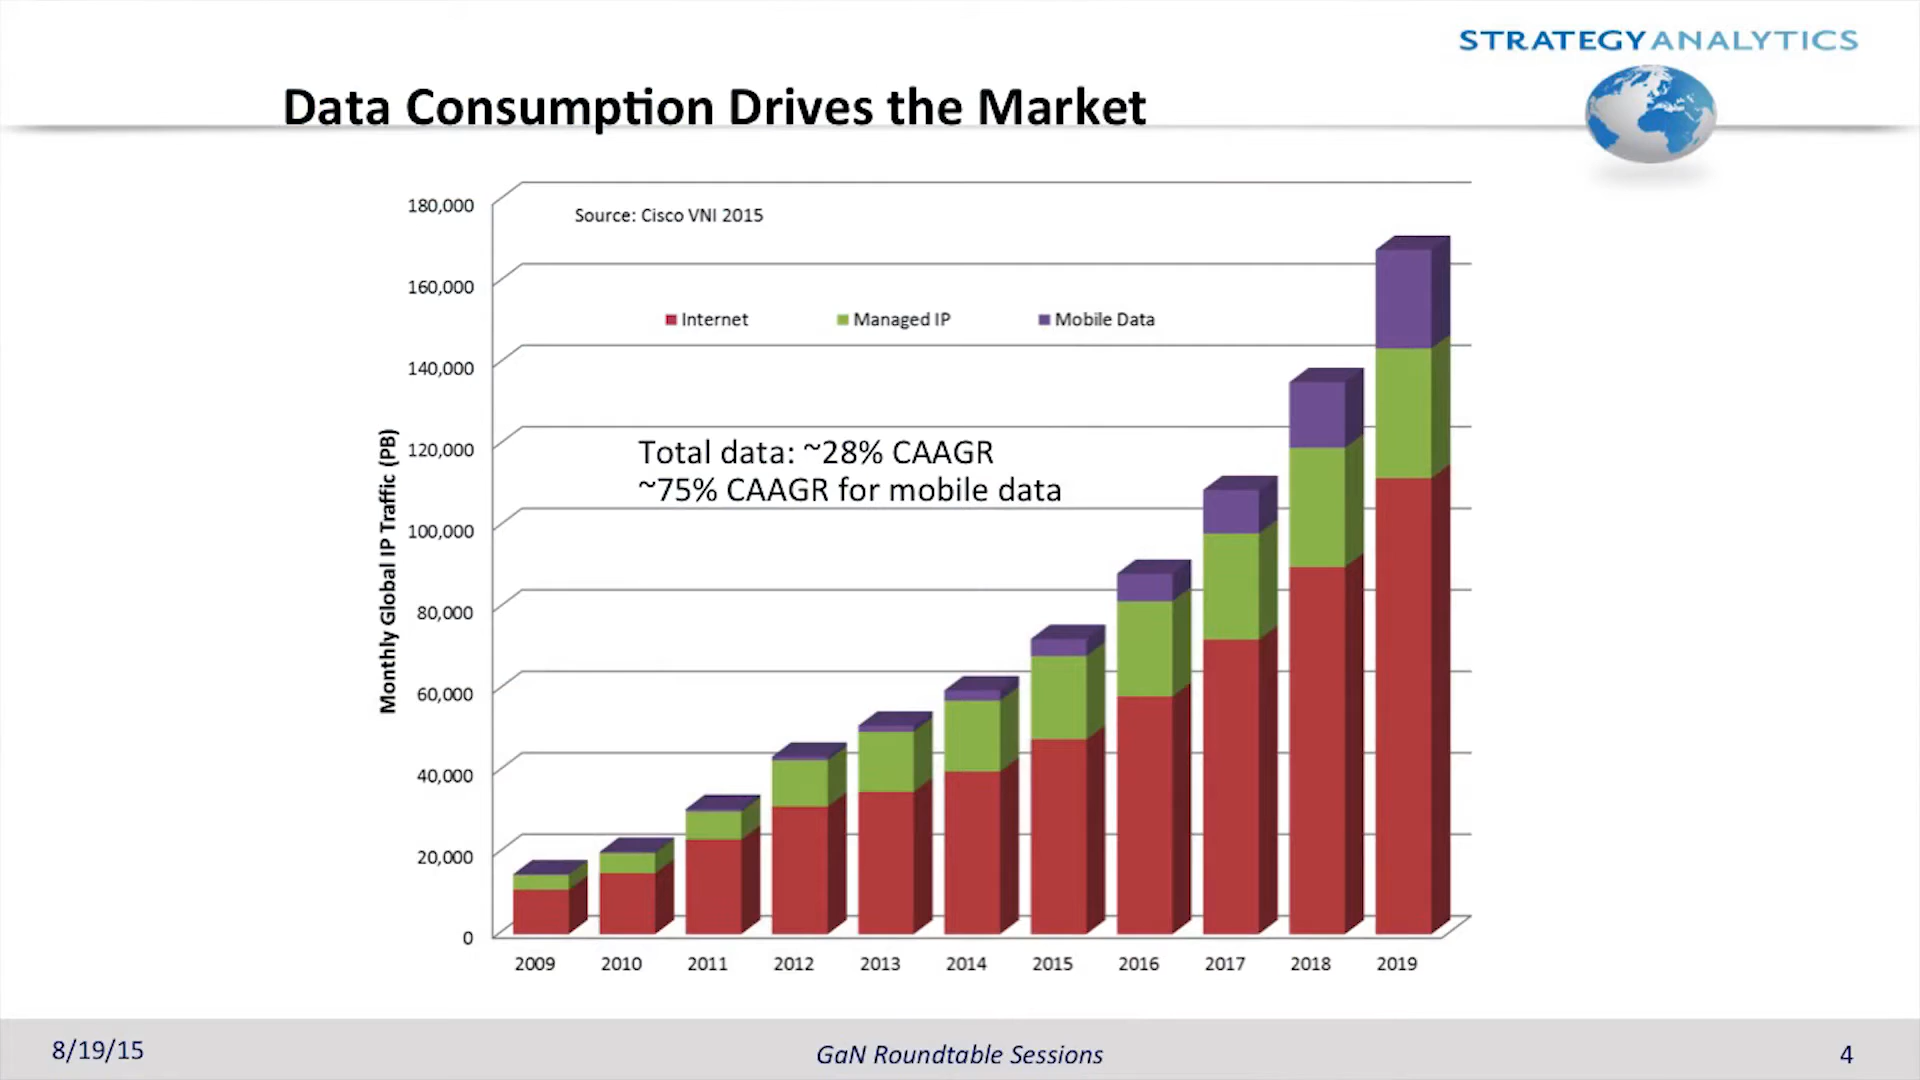 STRATEGYANALYTICS
Data Consumption Drives the Market
180,000
160,000
140,000
120,000
100,000
80,000
60,000
40,000
20,000
0
Monthly Global IP Traffic (PB)
Source: Cisco VNI 2015
Internet Managed IP Mobile Data
Total data: ~28% CAAGR
~75% CAAGR for mobile data
2009 2010 2011 2012 2013 2014 2015 2016 2017 2018 2019
8/19/15 GaN Roundtable Sessions 4